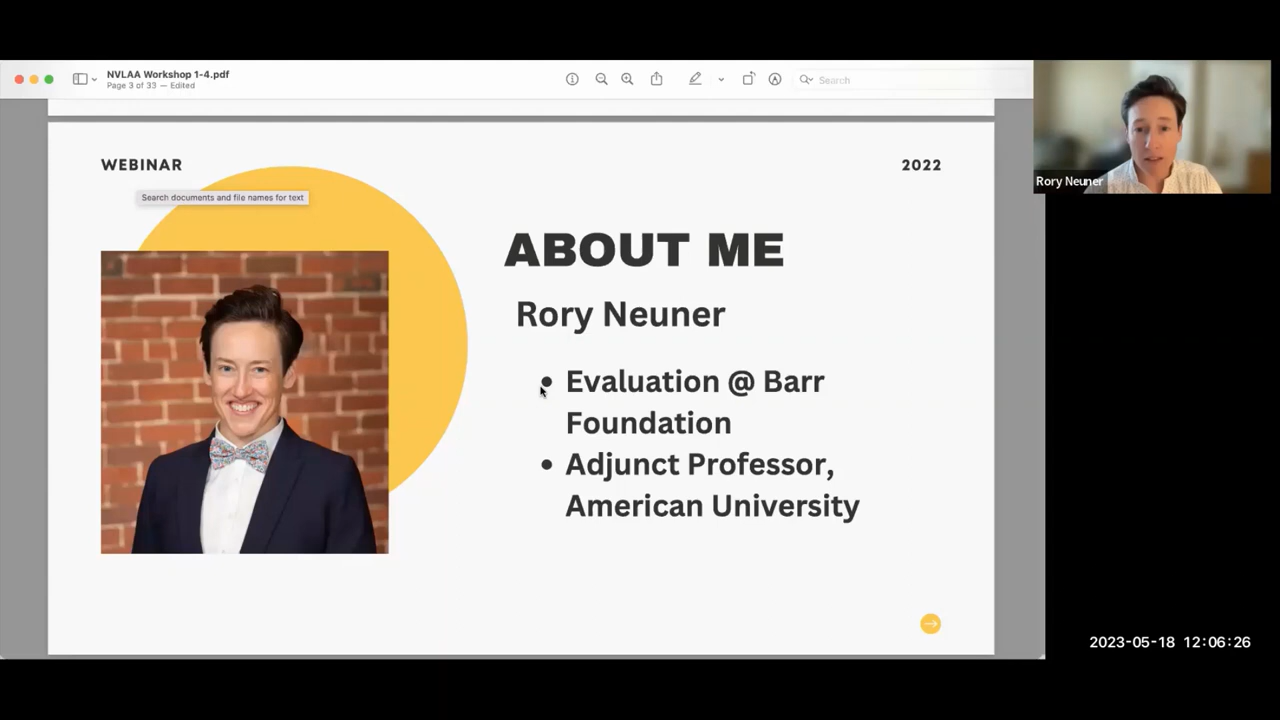 NVLAA Workshop 1-4.pdf
Page 3 of 33 — Edited
Search
WEBINAR
2022
Search documents and file names for text
ABOUT ME
Rory Neuner
• Evaluation @ Barr
Foundation
• Adjunct Professor,
American University
Rory Neuner
2023-05-18 12:06:26